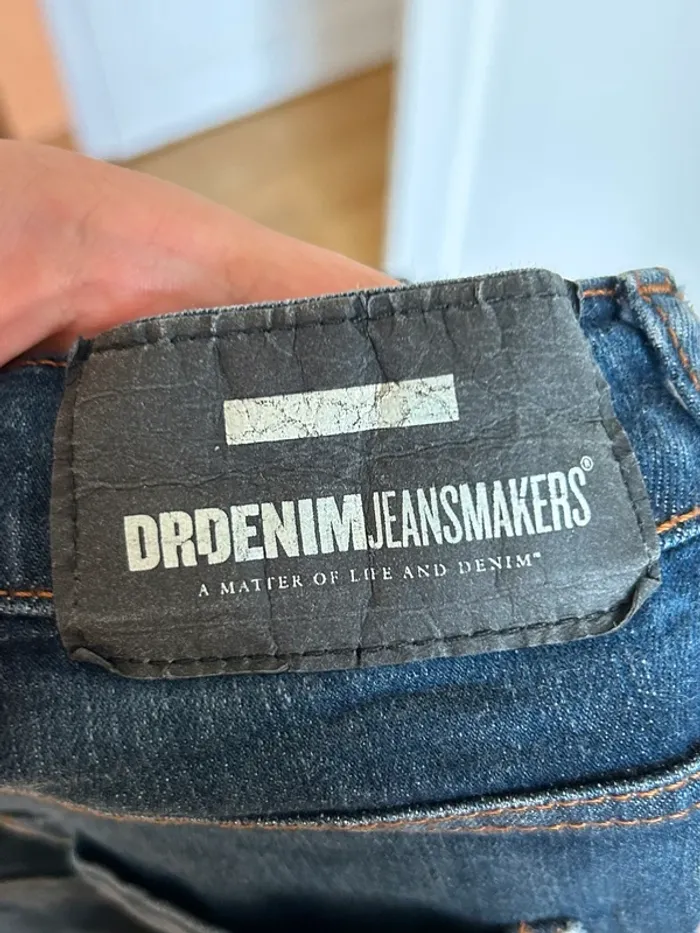 DRDENIMJEANSMAKERS®
A MATTER OF LIFE AND DENIM™